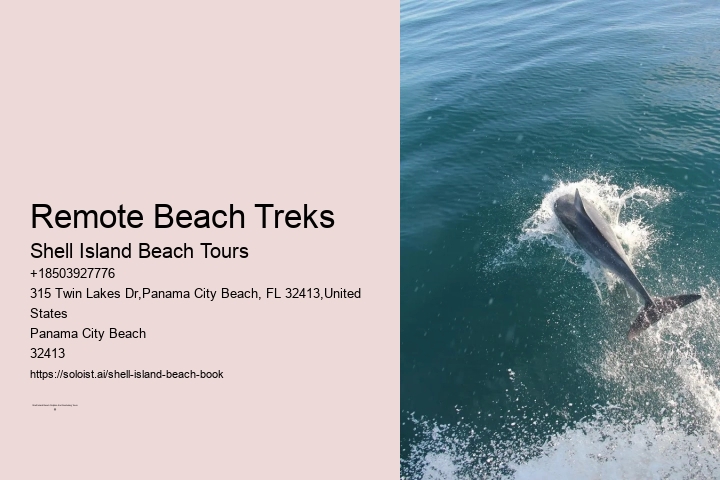 Remote Beach Treks
Shell Island Beach Tours
+18503927776
315 Twin Lakes Dr,Panama City Beach, FL 32413,United
States
Panama City Beach
32413
https://soloist.ai/shell-island-beach-book